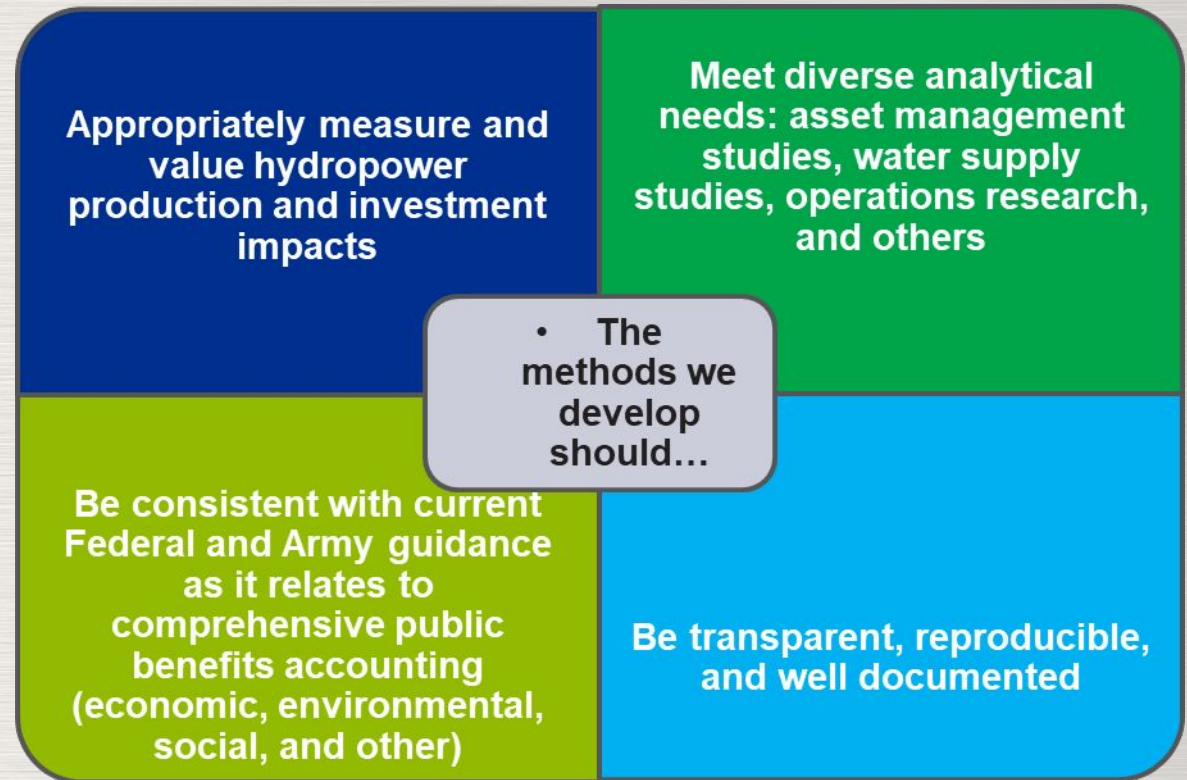 Appropriately measure and
value hydropower
production and investment
impacts
Meet diverse analytical
needs: asset management
studies, water supply
studies, operations research,
and others
• The
methods we
develop
should…
Be consistent with current
Federal and Army guidance
as it relates to
comprehensive public
benefits accounting
(economic, environmental,
social, and other)
Be transparent, reproducible,
and well documented